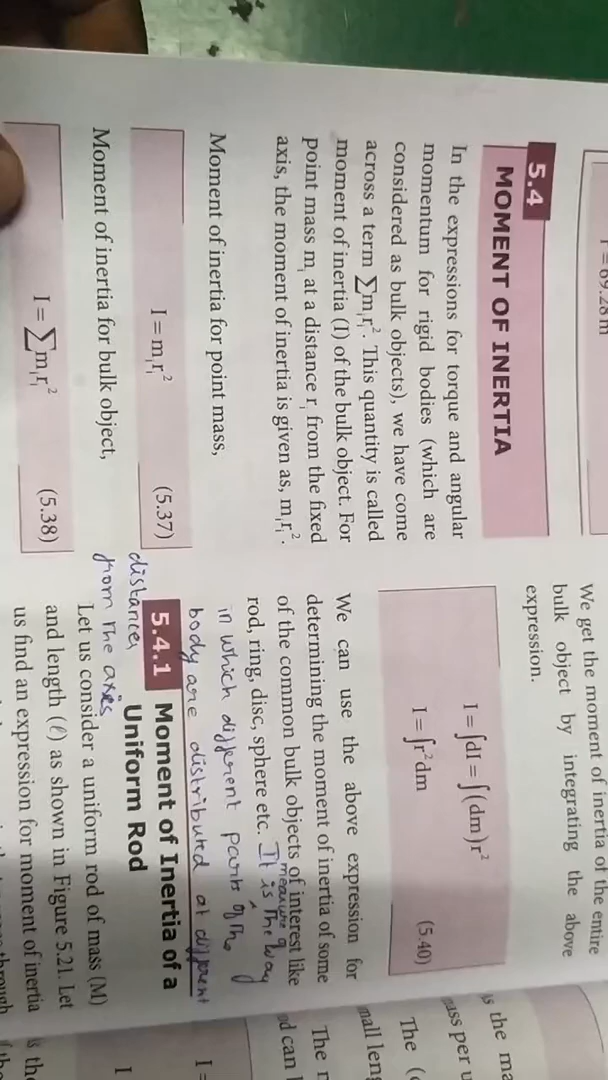 5.4
MOMENT OF INERTIA
In the expressions for torque and angular
momentum for rigid bodies (which are
considered as bulk objects), we have come
across a term ∑mᵢrᵢ². This quantity is called
moment of inertia (I) of the bulk object. For
point mass mᵢ at a distance rᵢ from the fixed
axis, the moment of inertia is given as, mᵢrᵢ².
Moment of inertia for point mass,
I = mᵢrᵢ² (5.37)
Moment of inertia for bulk object,
I = ∑mᵢrᵢ² (5.38)
We get the moment of inertia of the entire
bulk object by integrating the above
expression.
I = ∫dI = ∫(dm)r²
I = ∫r²dm (5.40)
We can use the above expression for
determining the moment of inertia of some
of the common bulk objects of interest like
rod, ring, disc, sphere etc. It is measure of the way
in which different parts of the
body are distributed at different
distances
from the axis
5.4.1 Moment of Inertia of a
Uniform Rod
Let us consider a uniform rod of mass (M)
and length (ℓ) as shown in Figure 5.21. Let
us find an expression for moment of inertia
is the
The